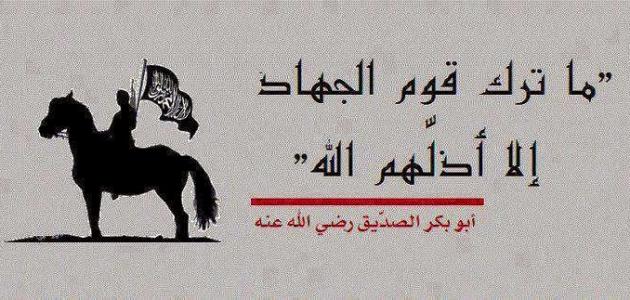 ”ما ترك قوم الجهاد
إلا أذلّهم الله”
أبو بكر الصدّيق رضي الله عنه